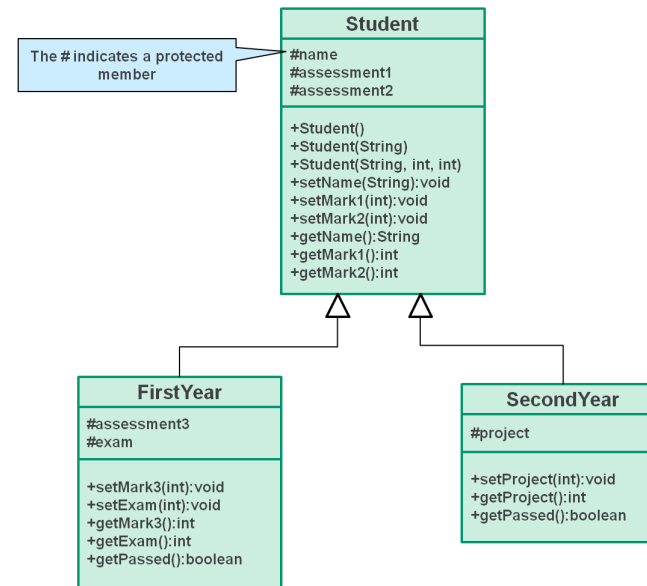 Student
The # indicates a protected
member
#name
#assessment1
#assessment2
+Student()
+Student(String)
+Student(String, int, int)
+setName(String):void
+setMark1(int):void
+setMark2(int):void
+getName():String
+getMark1():int
+getMark2():int
FirstYear
#assessment3
#exam
+setMark3(int):void
+setExam(int):void
+getMark3():int
+getExam():int
+getPassed():boolean
SecondYear
#project
+setProject(int):void
+getProject():int
+getPassed():boolean